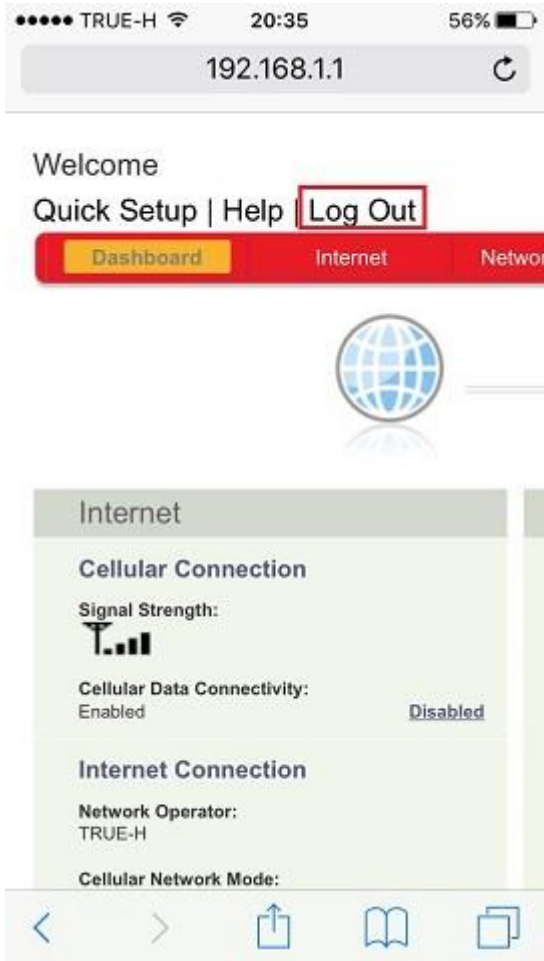 TRUE-H 20:35 56%
192.168.1.1
Welcome
Quick Setup | Help | Log Out
Dashboard Internet Networ
Internet
Cellular Connection
Signal Strength:
Cellular Data Connectivity:
Enabled Disabled
Internet Connection
Network Operator:
TRUE-H
Cellular Network Mode: